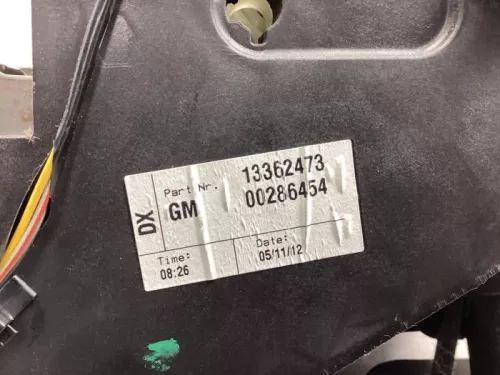 DX
Part Nr. 13362473
GM 00286454
Time: Date:
08:26 05/11/12